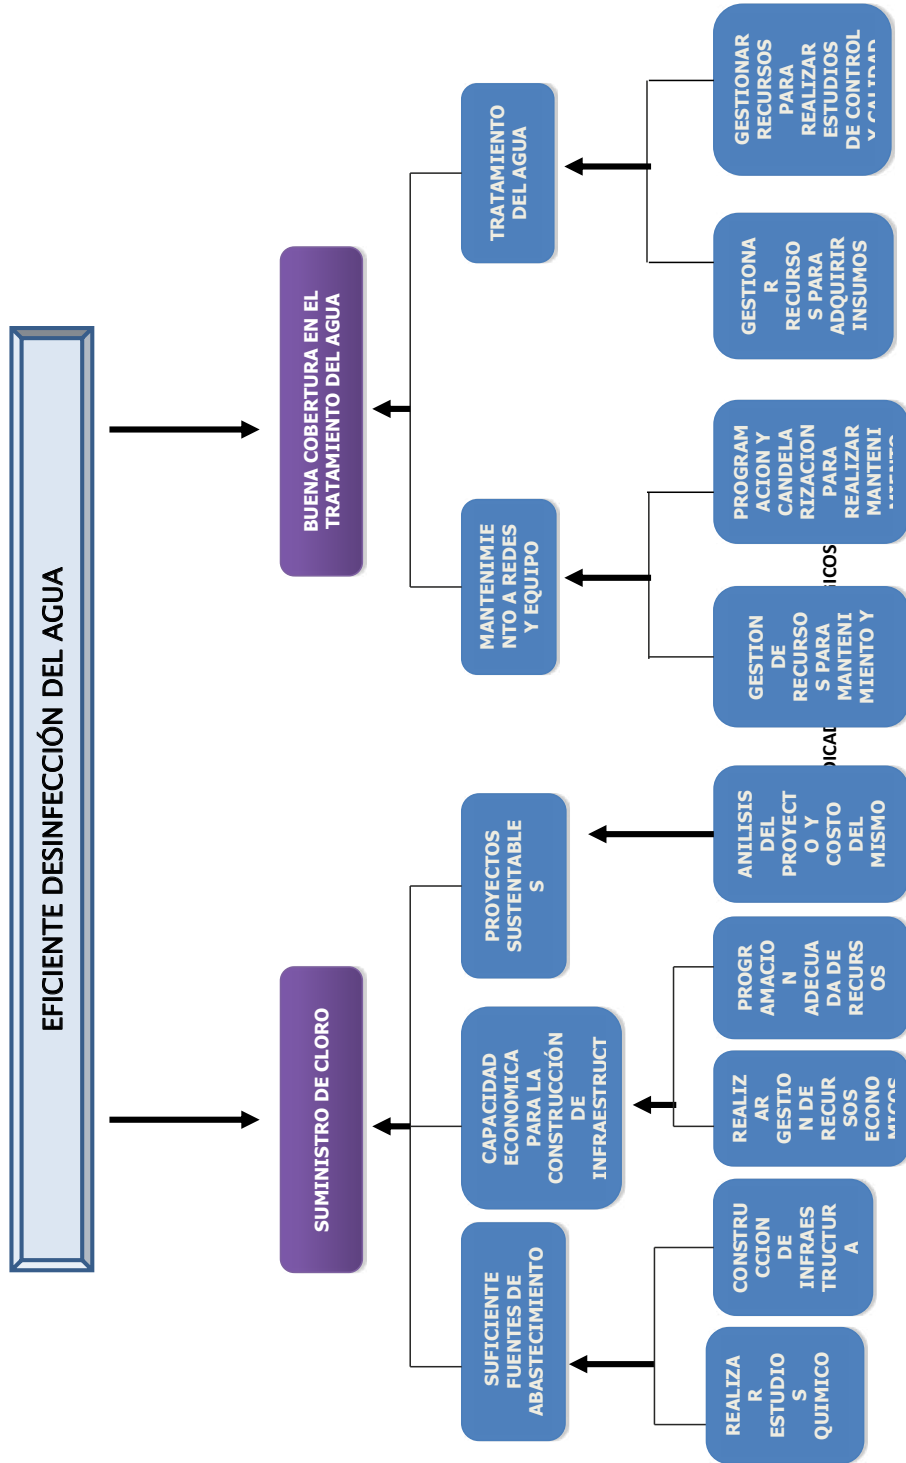 EFICIENTE DESINFECCIÓN DEL AGUA
SUMINISTRO DE CLORO
BUENA COBERTURA EN EL
TRATAMIENTO DEL AGUA
SUFICIENTE
FUENTES DE
ABASTECIMIENTO
CAPACIDAD
ECONOMICA
PARA LA
CONSTRUCCIÓN
DE
INFRAESTRUCT
PROYECTOS
SUSTENTABLE
S
MANTENIMIE
NTO A REDES
Y EQUIPO
TRATAMIENTO
DEL AGUA
REALIZA
R
ESTUDIO
S
QUIMICO
CONSTRU
CCION
DE
INFRAES
TRUCTUR
A
REALIZ
AR
GESTIO
N DE
RECUR
SOS
ECONO
MICOS
PROGR
AMACIO
N
ADECUA
DA DE
RECURS
OS
ANILISIS
DEL
PROYECT
O Y
COSTO
DEL
MISMO
GESTION
DE
RECURSO
S PARA
MANTENI
MIENTO Y
PROGRAM
ACION Y
CANDELA
RIZACION
PARA
REALIZAR
MANTENI
MIENTO
GESTIONA
R
RECURSO
S PARA
ADQUIRIR
INSUMOS
GESTIONAR
RECURSOS
PARA
REALIZAR
ESTUDIOS
DE CONTROL
Y CALIDAD